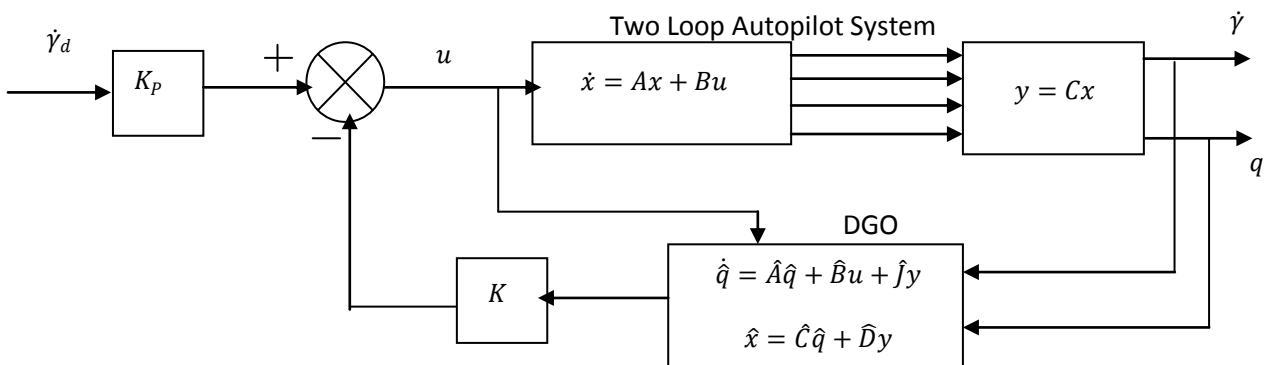 Two Loop Autopilot System
γ̇_d
γ̇
K_P
+
u
ẋ = Ax + Bu
y = Cx
−
q
DGO
K
q̂̇ = Âq̂ + B̂u + Ĵy
x̂ = Ĉq̂ + D̂y